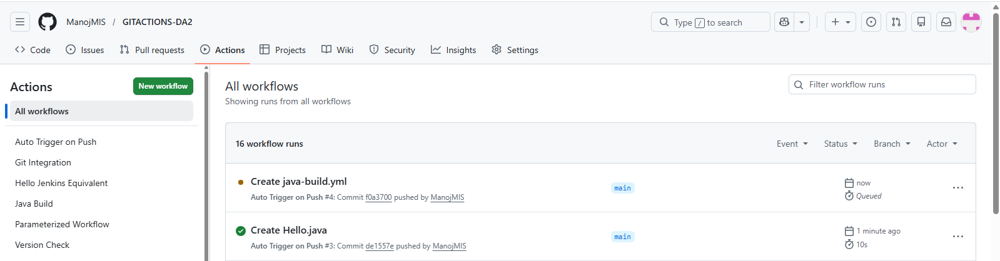 ManojMIS / GITACTIONS-DA2
Type / to search
Code Issues Pull requests Actions Projects Wiki Security Insights Settings
Actions New workflow
All workflows
Auto Trigger on Push
Git Integration
Hello Jenkins Equivalent
Java Build
Parameterized Workflow
Version Check
All workflows
Showing runs from all workflows
Filter workflow runs
16 workflow runs Event Status Branch Actor
Create java-build.yml
Auto Trigger on Push #4: Commit f0a3700 pushed by ManojMIS
main
now
Queued
Create Hello.java
Auto Trigger on Push #3: Commit de1557e pushed by ManojMIS
main
1 minute ago
10s